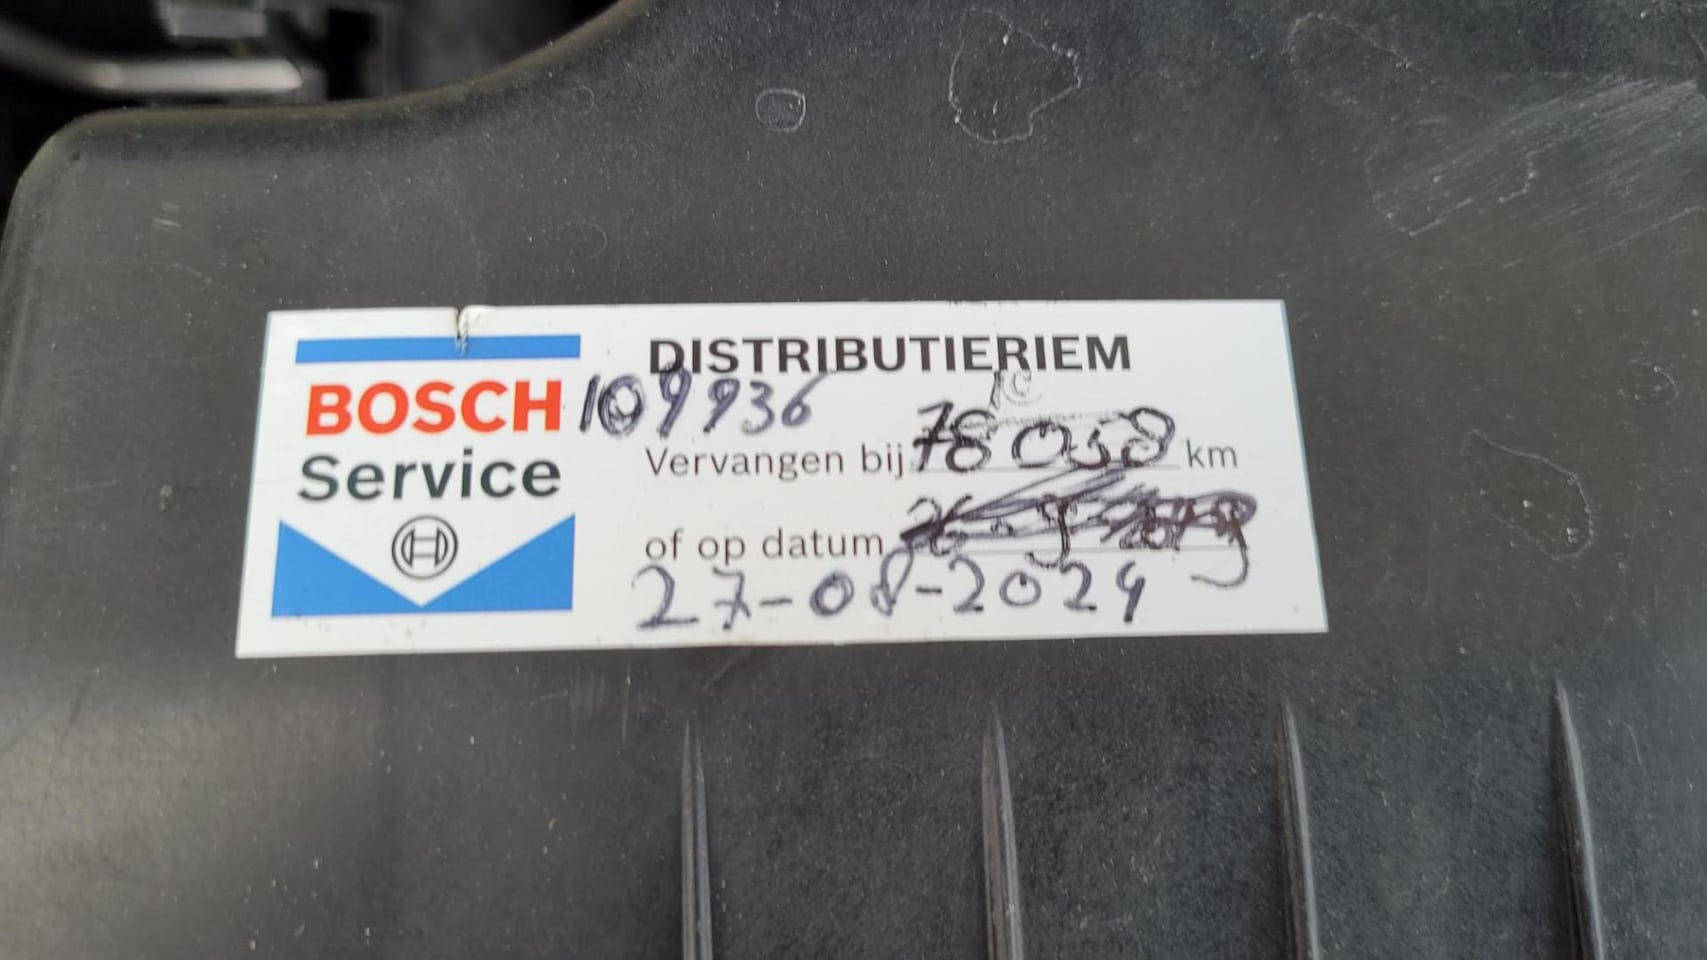 BOSCH
Service
DISTRIBUTIERIEM
109936
Vervangen bij 78058 km
of op datum
27-08-2024